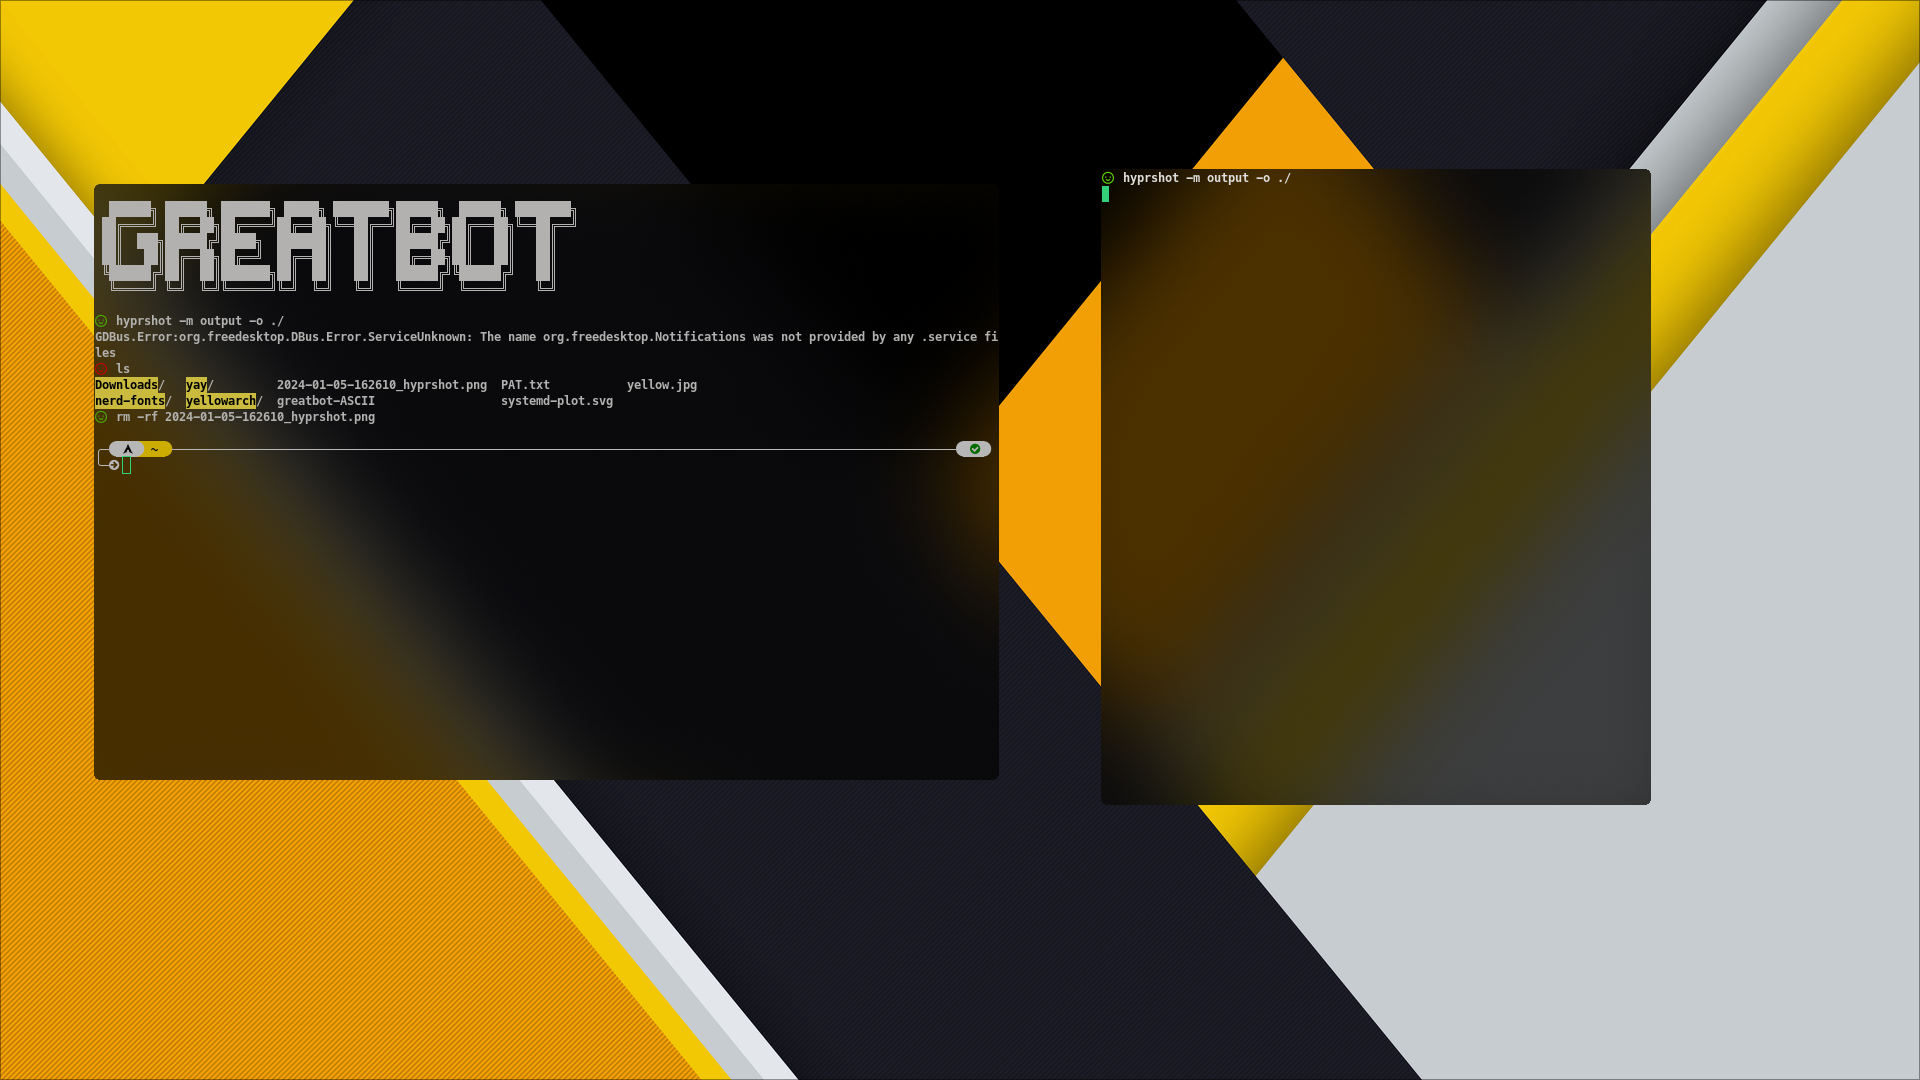 GREATBOT
hyprshot -m output -o ./
GDBus.Error:org.freedesktop.DBus.Error.ServiceUnknown: The name org.freedesktop.Notifications was not provided by any .service fi
les
ls
Downloads/ yay/ 2024-01-05-162610_hyprshot.png PAT.txt yellow.jpg
nerd-fonts/ yellowarch/ greatbot-ASCII systemd-plot.svg
rm -rf 2024-01-05-162610_hyprshot.png
~
hyprshot -m output -o ./